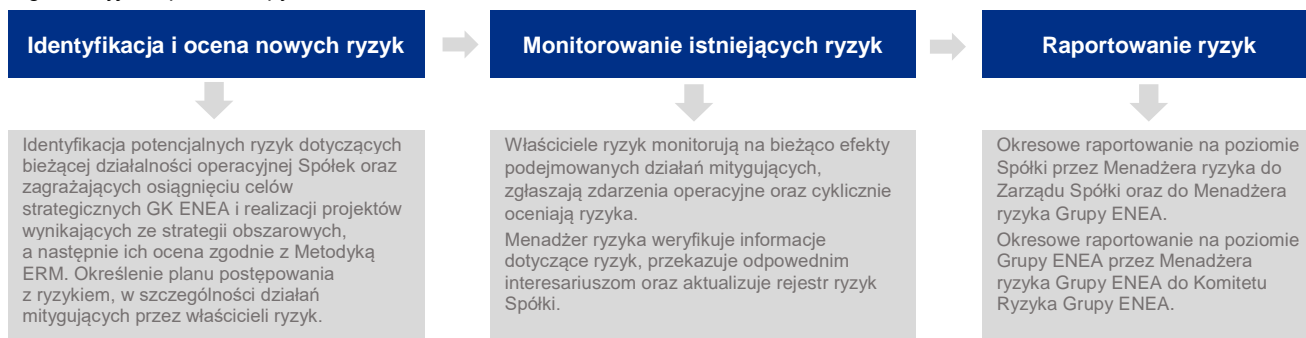 Identyfikacja i ocena nowych ryzyk
Monitorowanie istniejących ryzyk
Raportowanie ryzyk
Identyfikacja potencjalnych ryzyk dotyczących
bieżącej działalności operacyjnej Spółek oraz
zagrażających osiągnięciu celów
strategicznych GK ENEA i realizacji projektów
wynikających ze strategii obszarowych,
a następnie ich ocena zgodnie z Metodyką
ERM. Określenie planu postępowania
z ryzykiem, w szczególności działań
mitygujących przez właścicieli ryzyk.
Właściciele ryzyk monitorują na bieżąco efekty
podejmowanych działań mitygujących,
zgłaszają zdarzenia operacyjne oraz cyklicznie
oceniają ryzyka.
Menadżer ryzyka weryfikuje informacje
dotyczące ryzyk, przekazuje odpowednim
interesariuszom oraz aktualizuje rejestr ryzyk
Spółki.
Okresowe raportowanie na poziomie
Spółki przez Menadżera ryzyka do
Zarządu Spółki oraz do Menadżera
ryzyka Grupy ENEA.
Okresowe raportowanie na poziomie
Grupy ENEA przez Menadżera
ryzyka Grupy ENEA do Komitetu
Ryzyka Grupy ENEA.